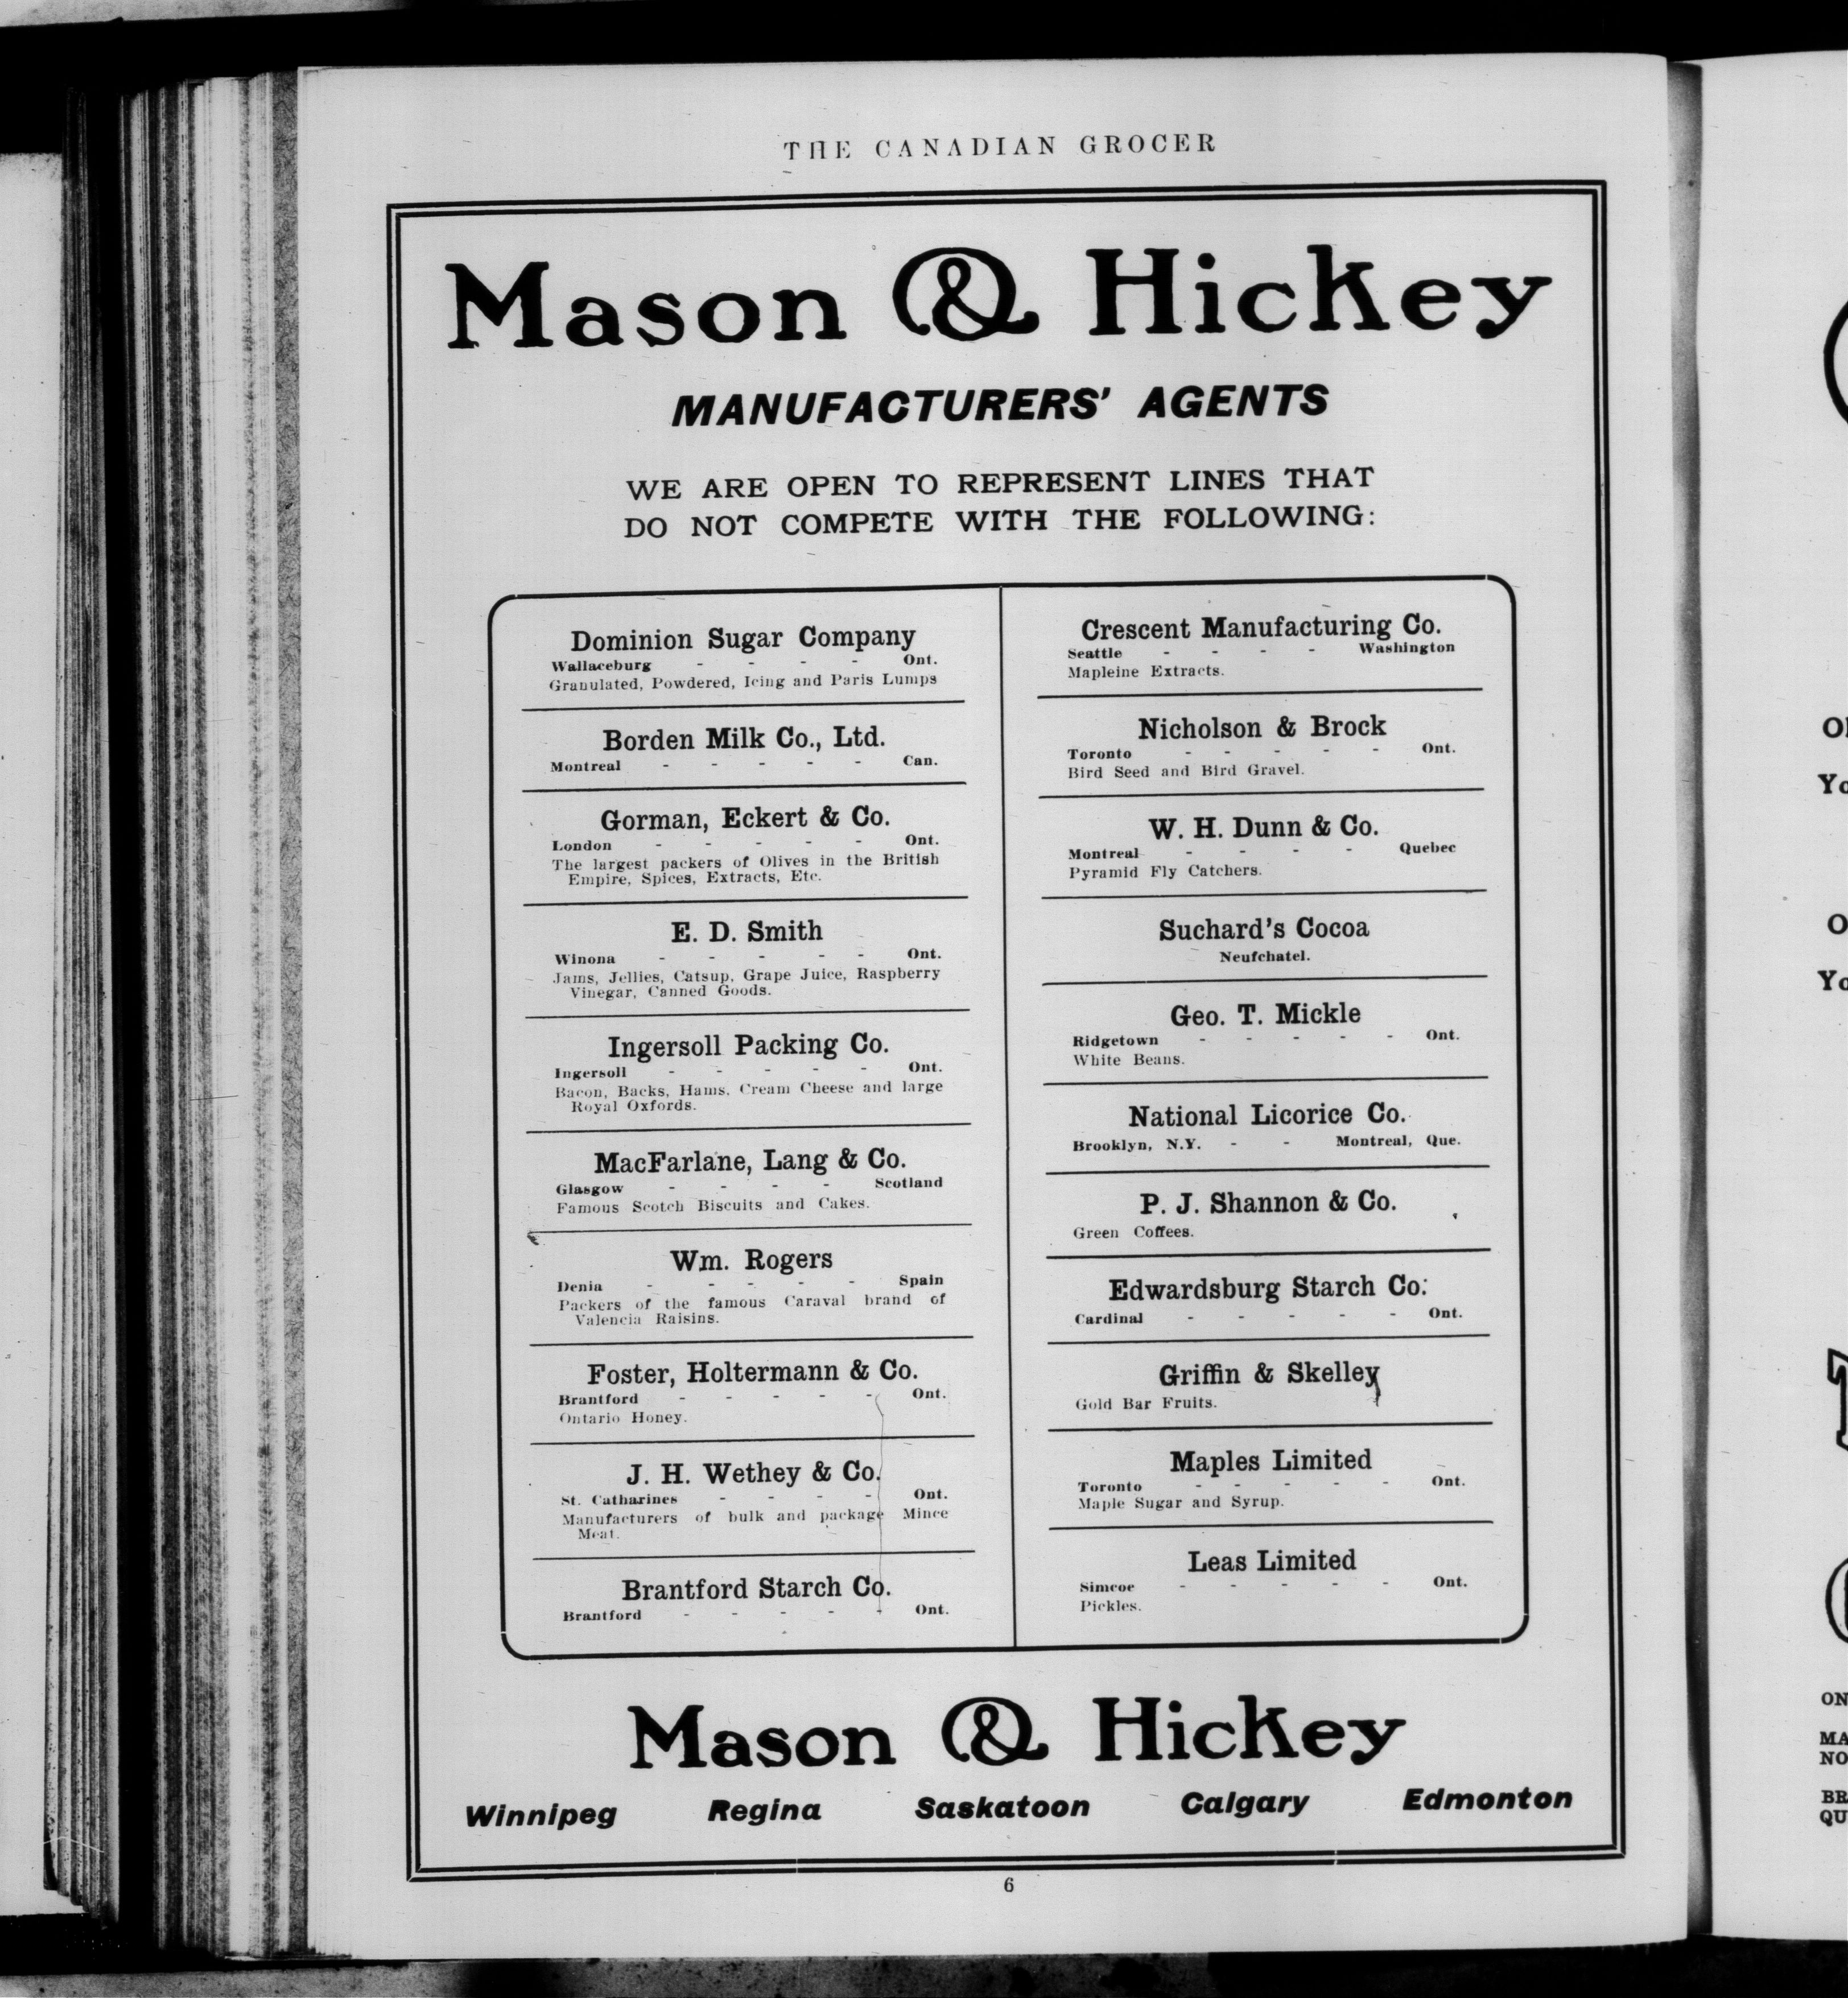 THE CANADIAN GROCER
Mason & Hickey
MANUFACTURERS' AGENTS
WE ARE OPEN TO REPRESENT LINES THAT
DO NOT COMPETE WITH THE FOLLOWING:
Dominion Sugar Company
Wallaceburg - - - - Ont.
Granulated, Powdered, Icing and Paris Lumps
Borden Milk Co., Ltd.
Montreal - - - - - Can.
Gorman, Eckert & Co.
London - - - - - Ont.
The largest packers of Olives in the British
Empire, Spices, Extracts, Etc.
E. D. Smith
Winona - - - - - Ont.
Jams, Jellies, Catsup, Grape Juice, Raspberry
Vinegar, Canned Goods.
Ingersoll Packing Co.
Ingersoll - - - - - Ont.
Bacon, Backs, Hams, Cream Cheese and large
Royal Oxfords.
MacFarlane, Lang & Co.
Glasgow - - - - Scotland
Famous Scotch Biscuits and Cakes.
Wm. Rogers
Denia - - - - - Spain
Packers of the famous Caraval brand of
Valencia Raisins.
Foster, Holtermann & Co.
Brantford - - - - - Ont.
Ontario Honey.
J. H. Wethey & Co.
St. Catharines - - - - Ont.
Manufacturers of bulk and package Mince
Meat.
Brantford Starch Co.
Brantford - - - - - Ont.
Crescent Manufacturing Co.
Seattle - - - - Washington
Mapleine Extracts.
Nicholson & Brock
Toronto - - - - - Ont.
Bird Seed and Bird Gravel.
W. H. Dunn & Co.
Montreal - - - - Quebec
Pyramid Fly Catchers.
Suchard's Cocoa
Neufchatel.
Geo. T. Mickle
Ridgetown - - - - - Ont.
White Beans.
National Licorice Co.
Brooklyn, N.Y. - - Montreal, Que.
P. J. Shannon & Co.
Green Coffees.
Edwardsburg Starch Co.
Cardinal - - - - - Ont.
Griffin & Skelley
Gold Bar Fruits.
Maples Limited
Toronto - - - - - Ont.
Maple Sugar and Syrup.
Leas Limited
Simcoe - - - - - Ont.
Pickles.
Mason & Hickey
Winnipeg Regina Saskatoon Calgary Edmonton
6